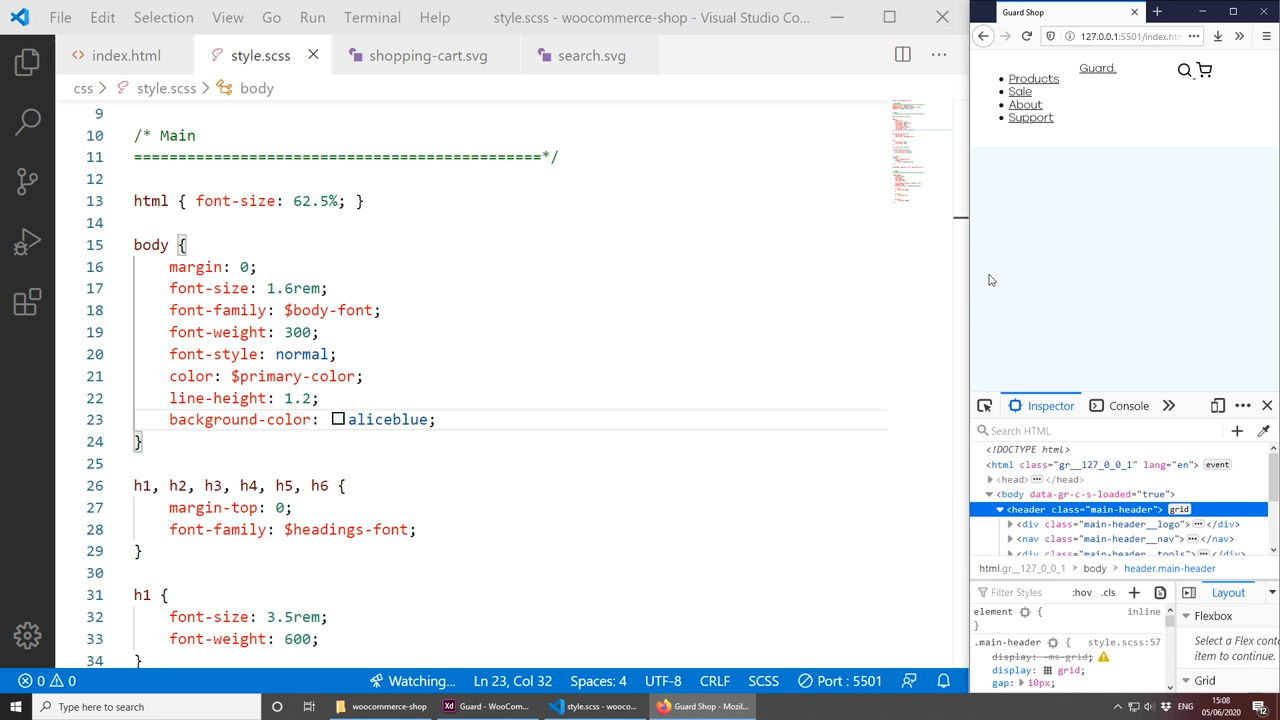 File Edit Selection View Go Run Terminal Help style.scss - woocommerce-shop - Visual Studio Co...
index.html style.scss shopping-cart.svg search.svg
css > style.scss > body
9
10 /* Main
11 =============================================*/
12
13 html { font-size: 62.5%; }
14
15 body {
16 margin: 0;
17 font-size: 1.6rem;
18 font-family: $body-font;
19 font-weight: 300;
20 font-style: normal;
21 color: $primary-color;
22 line-height: 1.2;
23 background-color: aliceblue;
24 }
25
26 h1, h2, h3, h4, h5, h6 {
27 margin-top: 0;
28 font-family: $headings-font;
29 }
30
31 h1 {
32 font-size: 3.5rem;
33 font-weight: 600;
34 }
0 0 Watching... Ln 23, Col 32 Spaces: 4 UTF-8 CRLF SCSS Port : 5501
Guard Shop
127.0.0.1:5501/index.htm
Guard.
Products
Sale
About
Support
Inspector Console
Search HTML
<!DOCTYPE html>
<html class="gr__127_0_0_1" lang="en"> event
<head> ... </head>
<body data-gr-c-s-loaded="true">
<header class="main-header"> grid
<div class="main-header__logo"> ... </div>
<nav class="main-header__nav"> ... </nav>
<div class="main-header__tools"> ... </div>
html.gr__127_0_0_1 > body > header.main-header
Filter Styles :hov .cls + Layout
element { inline
}
.main-header { style.scss:57
display: -ms-grid;
display: grid;
gap: 10px;
Flexbox
Select a Flex conta
item to continue.
Grid
Type here to search woocommerce-shop Guard - WooCom... style.scss - wooco... Guard Shop - Mozil... 15:08
05/06/2020 12